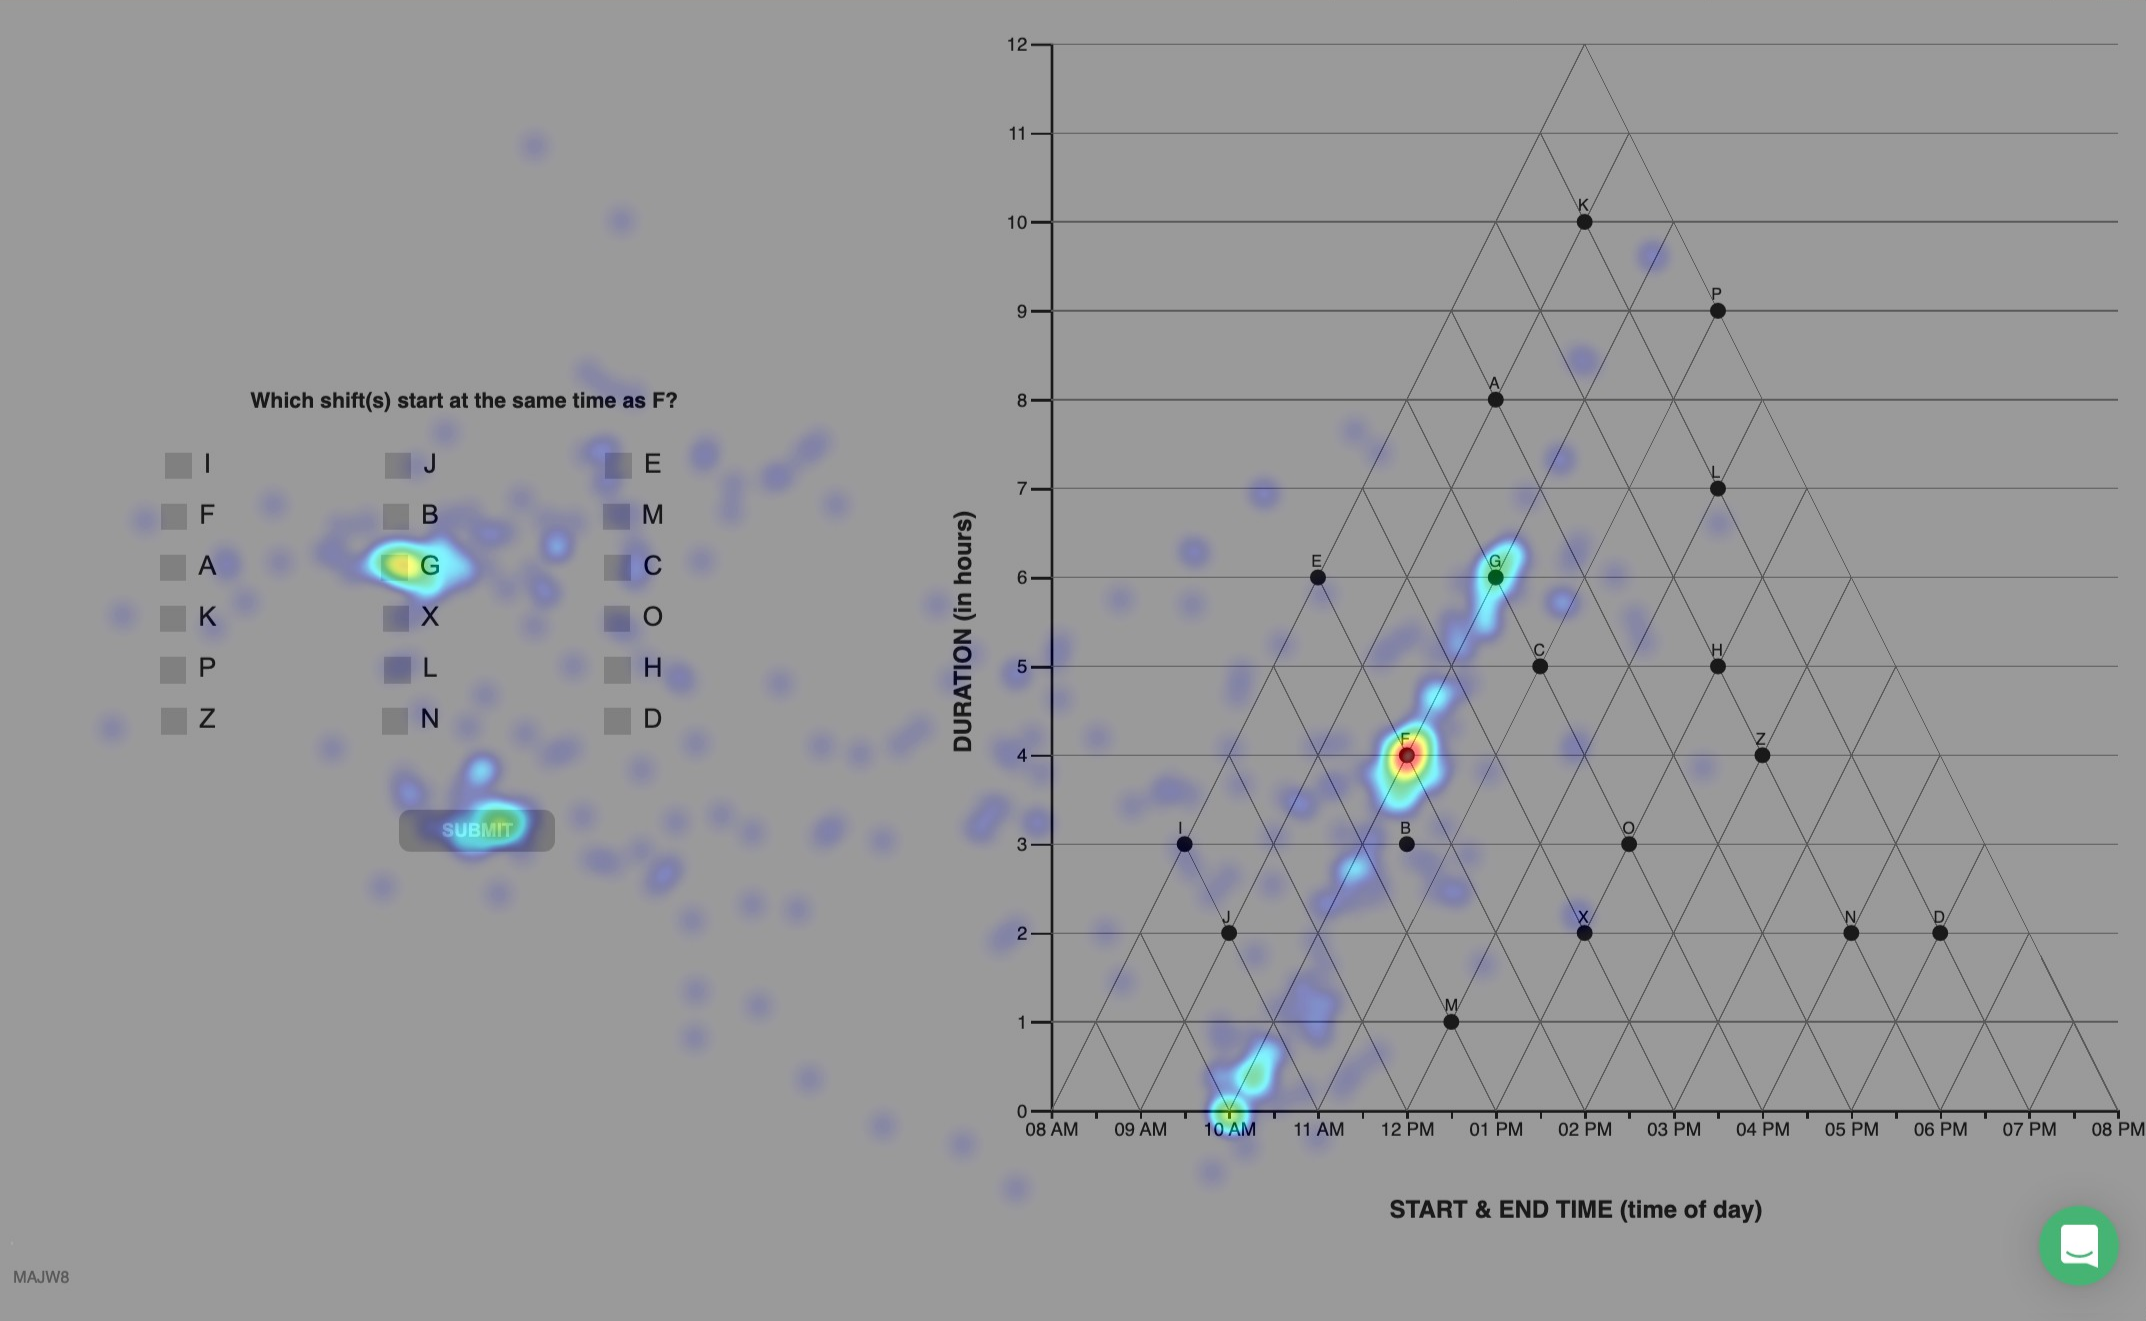 Which shift(s) start at the same time as F?
I J E
F B M
A G C
K X O
P L H
Z N D
SUBMIT
DURATION (in hours)
12
11
10
9
8
7
6
5
4
3
2
1
0
K
P
A
L
E G
C H
F Z
I B O
J X N D
M
08 AM 09 AM 10 AM 11 AM 12 PM 01 PM 02 PM 03 PM 04 PM 05 PM 06 PM 07 PM 08 PM
START & END TIME (time of day)
MAJW8